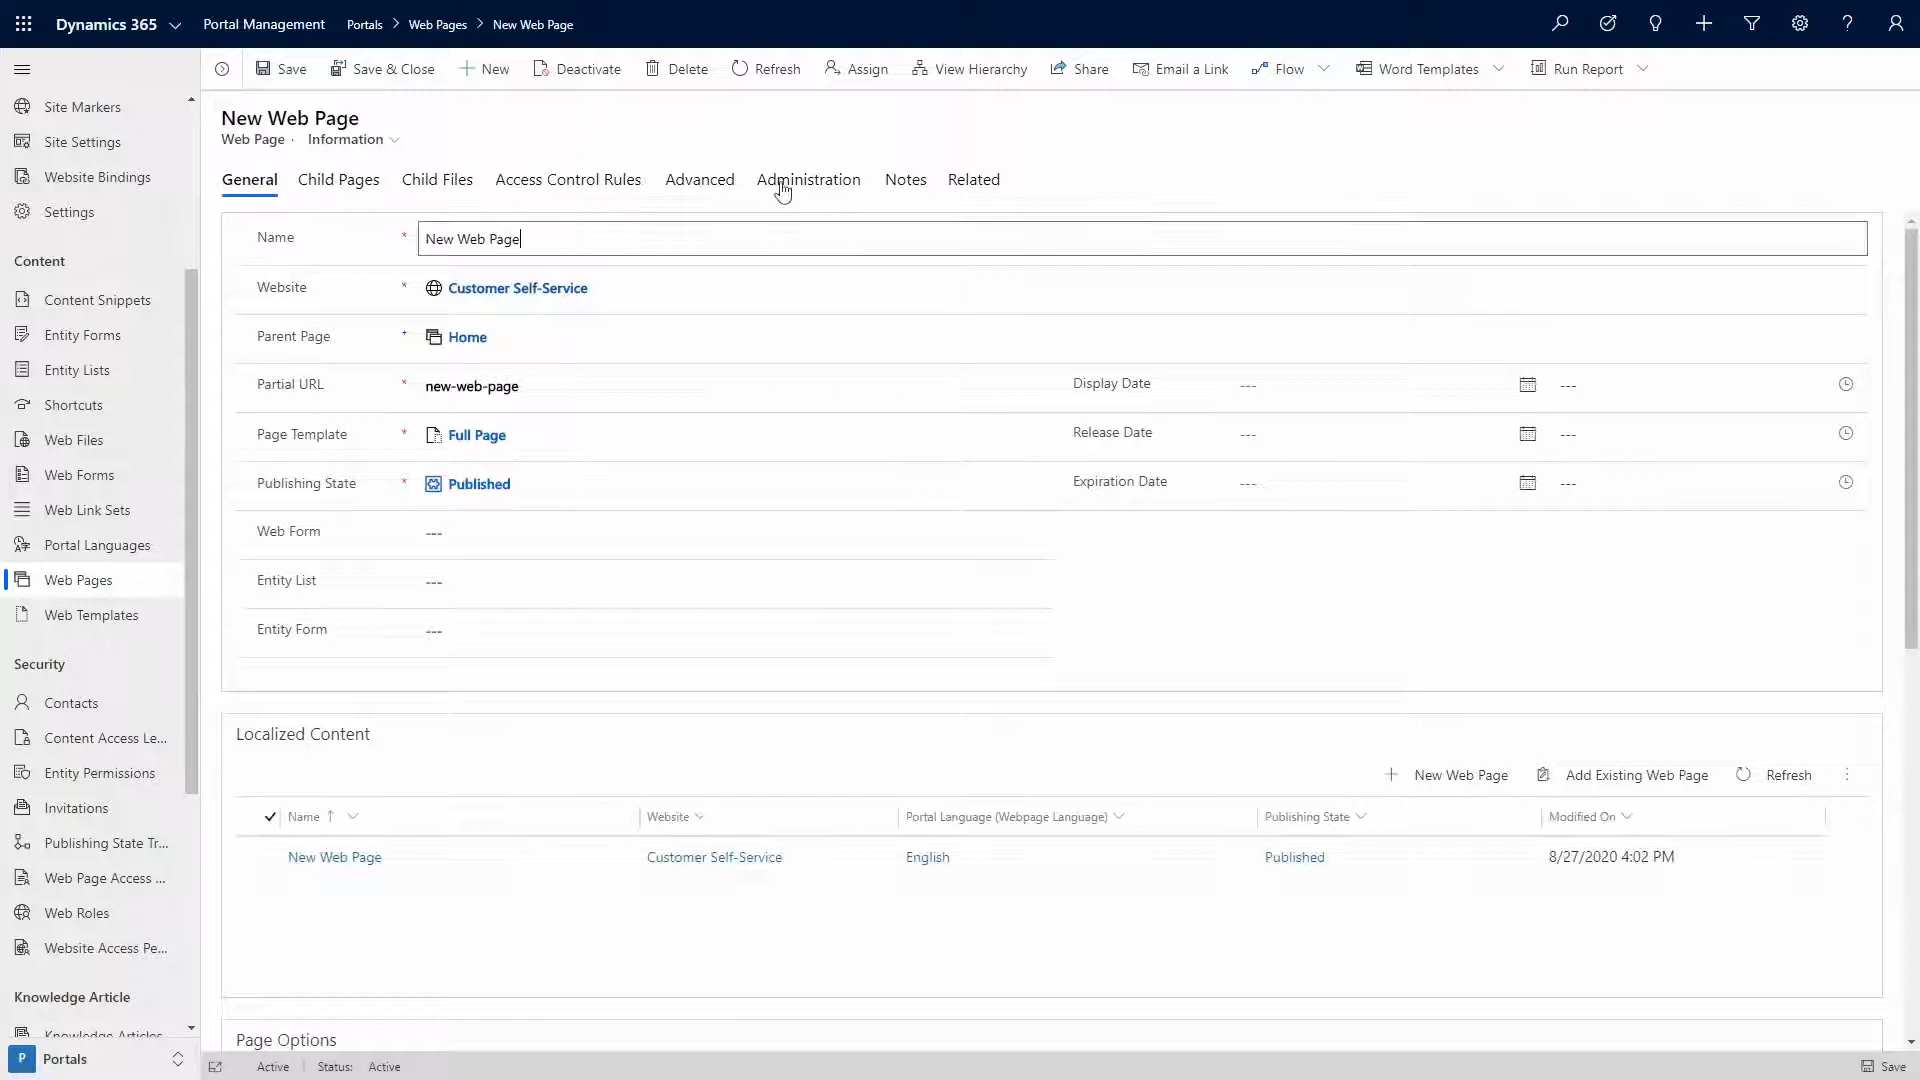 Dynamics 365 Portal Management Portals Web Pages New Web Page
Save Save & Close New Deactivate Delete Refresh Assign View Hierarchy Share Email a Link Flow Word Templates Run Report
Site Markers
Site Settings
Website Bindings
Settings
Content
Content Snippets
Entity Forms
Entity Lists
Shortcuts
Web Files
Web Forms
Web Link Sets
Portal Languages
Web Pages
Web Templates
Security
Contacts
Content Access Le...
Entity Permissions
Invitations
Publishing State Tr...
Web Page Access ...
Web Roles
Website Access Pe...
Knowledge Article
Knowledge Articles
P Portals
New Web Page
Web Page · Information
General Child Pages Child Files Access Control Rules Advanced Administration Notes Related
Name * New Web Page
Website * Customer Self-Service
Parent Page + Home
Partial URL * new-web-page Display Date --- ---
Page Template * Full Page Release Date --- ---
Publishing State * Published Expiration Date --- ---
Web Form ---
Entity List ---
Entity Form ---
Localized Content
New Web Page Add Existing Web Page Refresh
Name Website Portal Language (Webpage Language) Publishing State Modified On
New Web Page Customer Self-Service English Published 8/27/2020 4:02 PM
Page Options
Active Status: Active Save